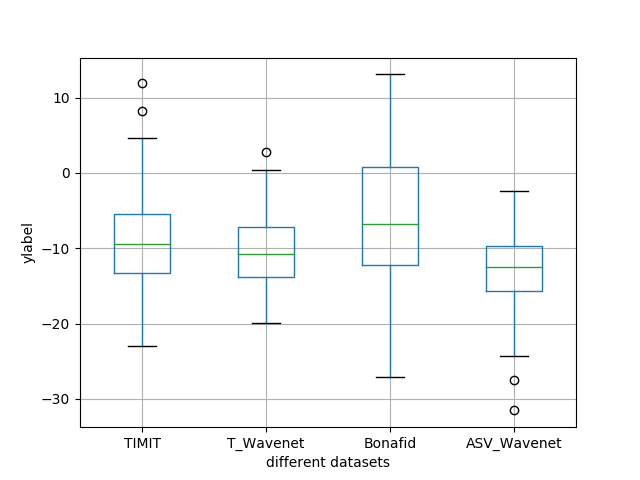 10
0
−10
−20
−30
ylabel
TIMIT
T_Wavenet
Bonafid
ASV_Wavenet
different datasets